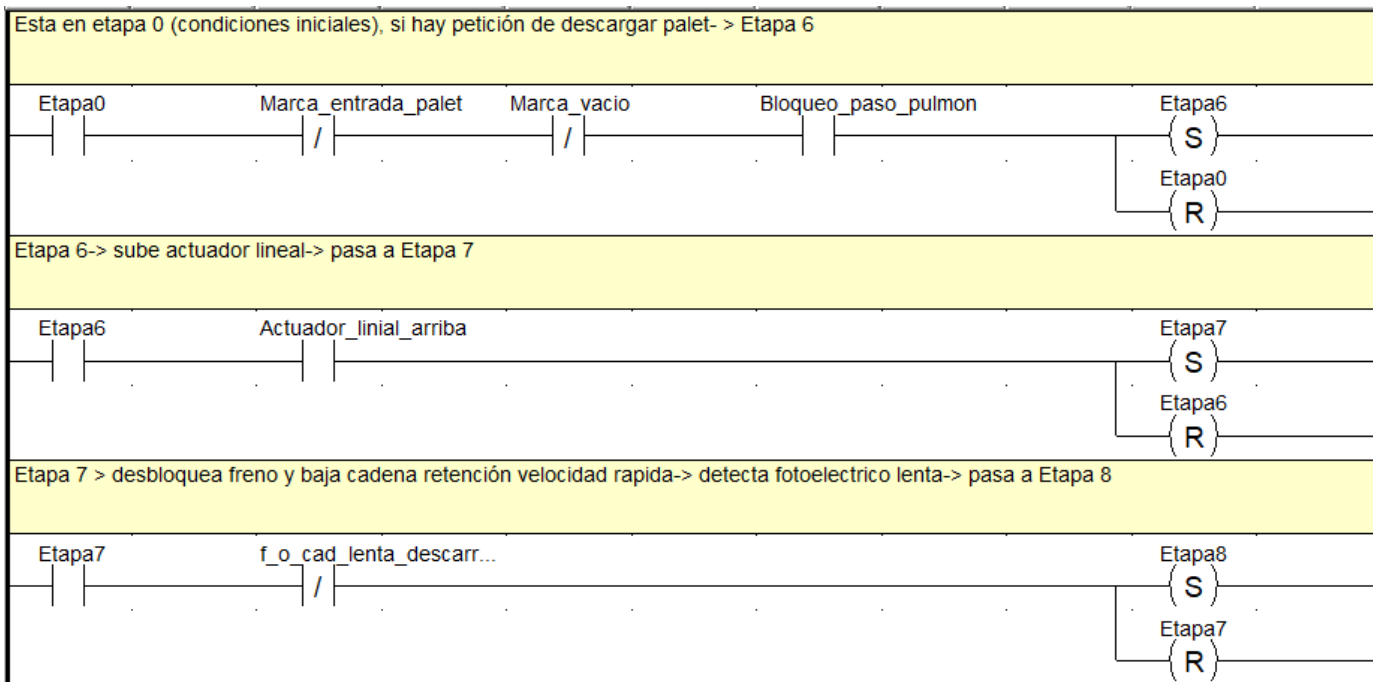 Esta en etapa 0 (condiciones iniciales), si hay petición de descargar palet- > Etapa 6
Etapa0 Marca_entrada_palet Marca_vacio Bloqueo_paso_pulmon Etapa6
/ / S
Etapa0
R
Etapa 6-> sube actuador lineal-> pasa a Etapa 7
Etapa6 Actuador_linial_arriba Etapa7
S
Etapa6
R
Etapa 7 > desbloquea freno y baja cadena retención velocidad rapida-> detecta fotoelectrico lenta-> pasa a Etapa 8
Etapa7 f_o_cad_lenta_descarr... Etapa8
/ S
Etapa7
R